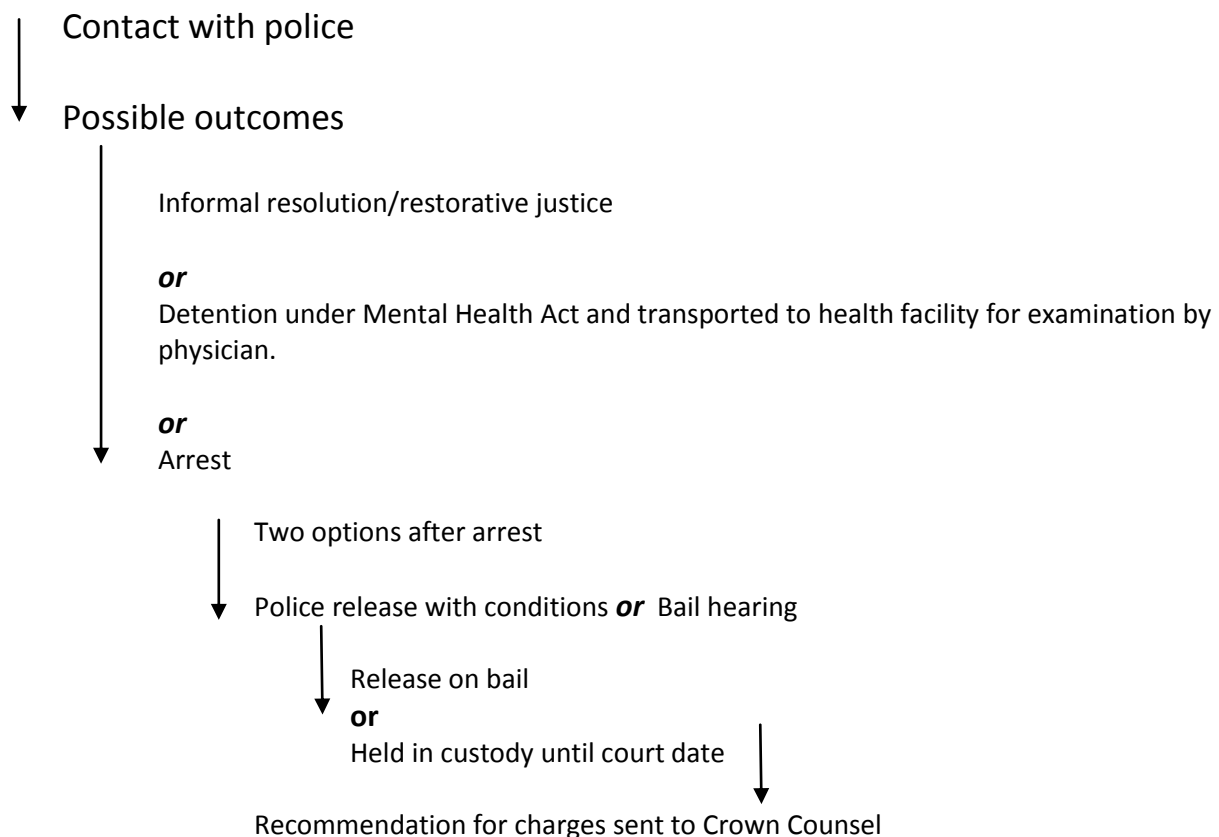 Contact with police
Possible outcomes
Informal resolution/restorative justice
or
Detention under Mental Health Act and transported to health facility for examination by
physician.
or
Arrest
Two options after arrest
Police release with conditions or Bail hearing
Release on bail
or
Held in custody until court date
Recommendation for charges sent to Crown Counsel